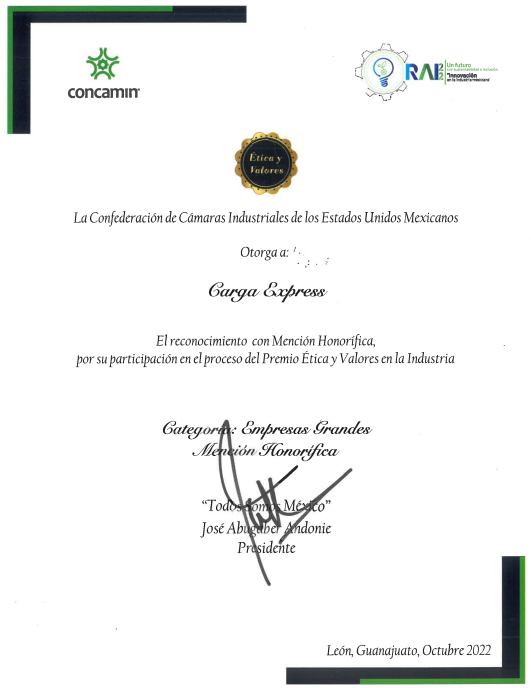 concamin
RAI 22
Un futuro
con sustentabilidad e inclusión
"Innovación
en la industria mexicana"
Ética y
Valores
La Confederación de Cámaras Industriales de los Estados Unidos Mexicanos
Otorga a:
Carga Express
El reconocimiento con Mención Honorífica,
por su participación en el proceso del Premio Ética y Valores en la Industria
Categoría: Empresas Grandes
Mención Honorífica
“Todos Somos México”
José Abugaber Andonie
Presidente
León, Guanajuato, Octubre 2022